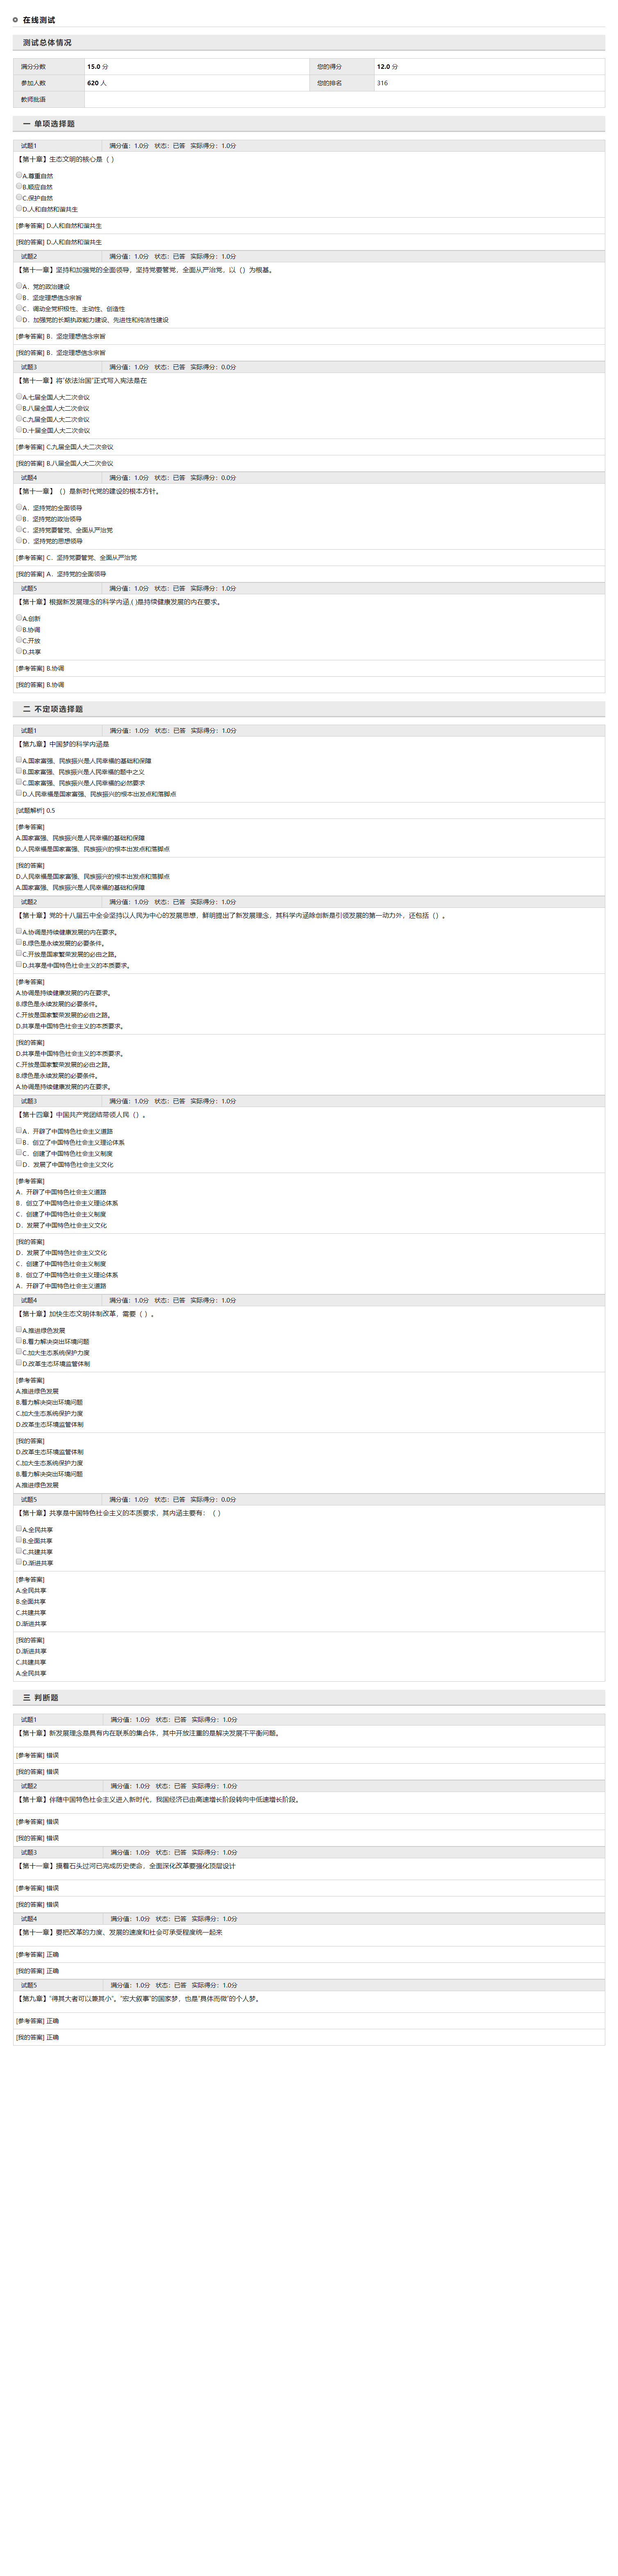 在线测试
测试总体情况
满分分数 15.0 分 您的得分 12.0 分
参加人数 620 人 您的排名 316
教师批语
一 单项选择题
试题1 满分值：1.0分 状态：已答 实际得分：1.0分
【第十章】生态文明的核心是（ ）
A.尊重自然
B.顺应自然
C.保护自然
D.人和自然和谐共生
[参考答案] D.人和自然和谐共生
[我的答案] D.人和自然和谐共生
试题2 满分值：1.0分 状态：已答 实际得分：1.0分
【第十一章】坚持和加强党的全面领导，坚持党要管党，全面从严治党，以（）为根基。
A．党的政治建设
B．坚定理想信念宗旨
C．调动全党积极性、主动性、创造性
D．加强党的长期执政能力建设、先进性和纯洁性建设
[参考答案] B．坚定理想信念宗旨
[我的答案] B．坚定理想信念宗旨
试题3 满分值：1.0分 状态：已答 实际得分：0.0分
【第十一章】将“依法治国”正式写入宪法是在
A.七届全国人大二次会议
B.八届全国人大二次会议
C.九届全国人大二次会议
D.十届全国人大二次会议
[参考答案] C.九届全国人大二次会议
[我的答案] B.八届全国人大二次会议
试题4 满分值：1.0分 状态：已答 实际得分：0.0分
【第十一章】（）是新时代党的建设的根本方针。
A．坚持党的全面领导
B．坚持党的政治领导
C．坚持党要管党、全面从严治党
D．坚持党的思想领导
[参考答案] C．坚持党要管党、全面从严治党
[我的答案] A．坚持党的全面领导
试题5 满分值：1.0分 状态：已答 实际得分：1.0分
【第十章】根据新发展理念的科学内涵,( )是持续健康发展的内在要求。
A.创新
B.协调
C.开放
D.共享
[参考答案] B.协调
[我的答案] B.协调
二 不定项选择题
试题1 满分值：1.0分 状态：已答 实际得分：1.0分
【第九章】中国梦的科学内涵是
A.国家富强、民族振兴是人民幸福的基础和保障
B.国家富强、民族振兴是人民幸福的题中之义
C.国家富强、民族振兴是人民幸福的必然要求
D.人民幸福是国家富强、民族振兴的根本出发点和落脚点
[试题解析] 0.5
[参考答案]
A.国家富强、民族振兴是人民幸福的基础和保障
D.人民幸福是国家富强、民族振兴的根本出发点和落脚点
[我的答案]
D.人民幸福是国家富强、民族振兴的根本出发点和落脚点
A.国家富强、民族振兴是人民幸福的基础和保障
试题2 满分值：1.0分 状态：已答 实际得分：1.0分
【第十章】党的十八届五中全会坚持以人民为中心的发展思想，鲜明提出了新发展理念，其科学内涵除创新是引领发展的第一动力外，还包括（）。
A.协调是持续健康发展的内在要求。
B.绿色是永续发展的必要条件。
C.开放是国家繁荣发展的必由之路。
D.共享是中国特色社会主义的本质要求。
[参考答案]
A.协调是持续健康发展的内在要求。
B.绿色是永续发展的必要条件。
C.开放是国家繁荣发展的必由之路。
D.共享是中国特色社会主义的本质要求。
[我的答案]
D.共享是中国特色社会主义的本质要求。
C.开放是国家繁荣发展的必由之路。
B.绿色是永续发展的必要条件。
A.协调是持续健康发展的内在要求。
试题3 满分值：1.0分 状态：已答 实际得分：1.0分
【第十四章】中国共产党团结带领人民（）。
A．开辟了中国特色社会主义道路
B．创立了中国特色社会主义理论体系
C．创建了中国特色社会主义制度
D．发展了中国特色社会主义文化
[参考答案]
A．开辟了中国特色社会主义道路
B．创立了中国特色社会主义理论体系
C．创建了中国特色社会主义制度
D．发展了中国特色社会主义文化
[我的答案]
D．发展了中国特色社会主义文化
C．创建了中国特色社会主义制度
B．创立了中国特色社会主义理论体系
A．开辟了中国特色社会主义道路
试题4 满分值：1.0分 状态：已答 实际得分：1.0分
【第十章】加快生态文明体制改革，需要（ ）。
A.推进绿色发展
B.着力解决突出环境问题
C.加大生态系统保护力度
D.改革生态环境监管体制
[参考答案]
A.推进绿色发展
B.着力解决突出环境问题
C.加大生态系统保护力度
D.改革生态环境监管体制
[我的答案]
D.改革生态环境监管体制
C.加大生态系统保护力度
B.着力解决突出环境问题
A.推进绿色发展
试题5 满分值：1.0分 状态：已答 实际得分：0.0分
【第十章】共享是中国特色社会主义的本质要求，其内涵主要有：（ ）
A.全民共享
B.全面共享
C.共建共享
D.渐进共享
[参考答案]
A.全民共享
B.全面共享
C.共建共享
D.渐进共享
[我的答案]
D.渐进共享
C.共建共享
A.全民共享
三 判断题
试题1 满分值：1.0分 状态：已答 实际得分：1.0分
【第十章】新发展理念是具有内在联系的集合体，其中开放注重的是解决发展不平衡问题。
[参考答案] 错误
[我的答案] 错误
试题2 满分值：1.0分 状态：已答 实际得分：1.0分
【第十章】伴随中国特色社会主义进入新时代，我国经济已由高速增长阶段转向中低速增长阶段。
[参考答案] 错误
[我的答案] 错误
试题3 满分值：1.0分 状态：已答 实际得分：1.0分
【第十一章】摸着石头过河已完成历史使命，全面深化改革要强化顶层设计
[参考答案] 错误
[我的答案] 错误
试题4 满分值：1.0分 状态：已答 实际得分：1.0分
【第十一章】要把改革的力度、发展的速度和社会可承受程度统一起来
[参考答案] 正确
[我的答案] 正确
试题5 满分值：1.0分 状态：已答 实际得分：1.0分
【第九章】“得其大者可以兼其小”。“宏大叙事”的国家梦，也是“具体而微”的个人梦。
[参考答案] 正确
[我的答案] 正确